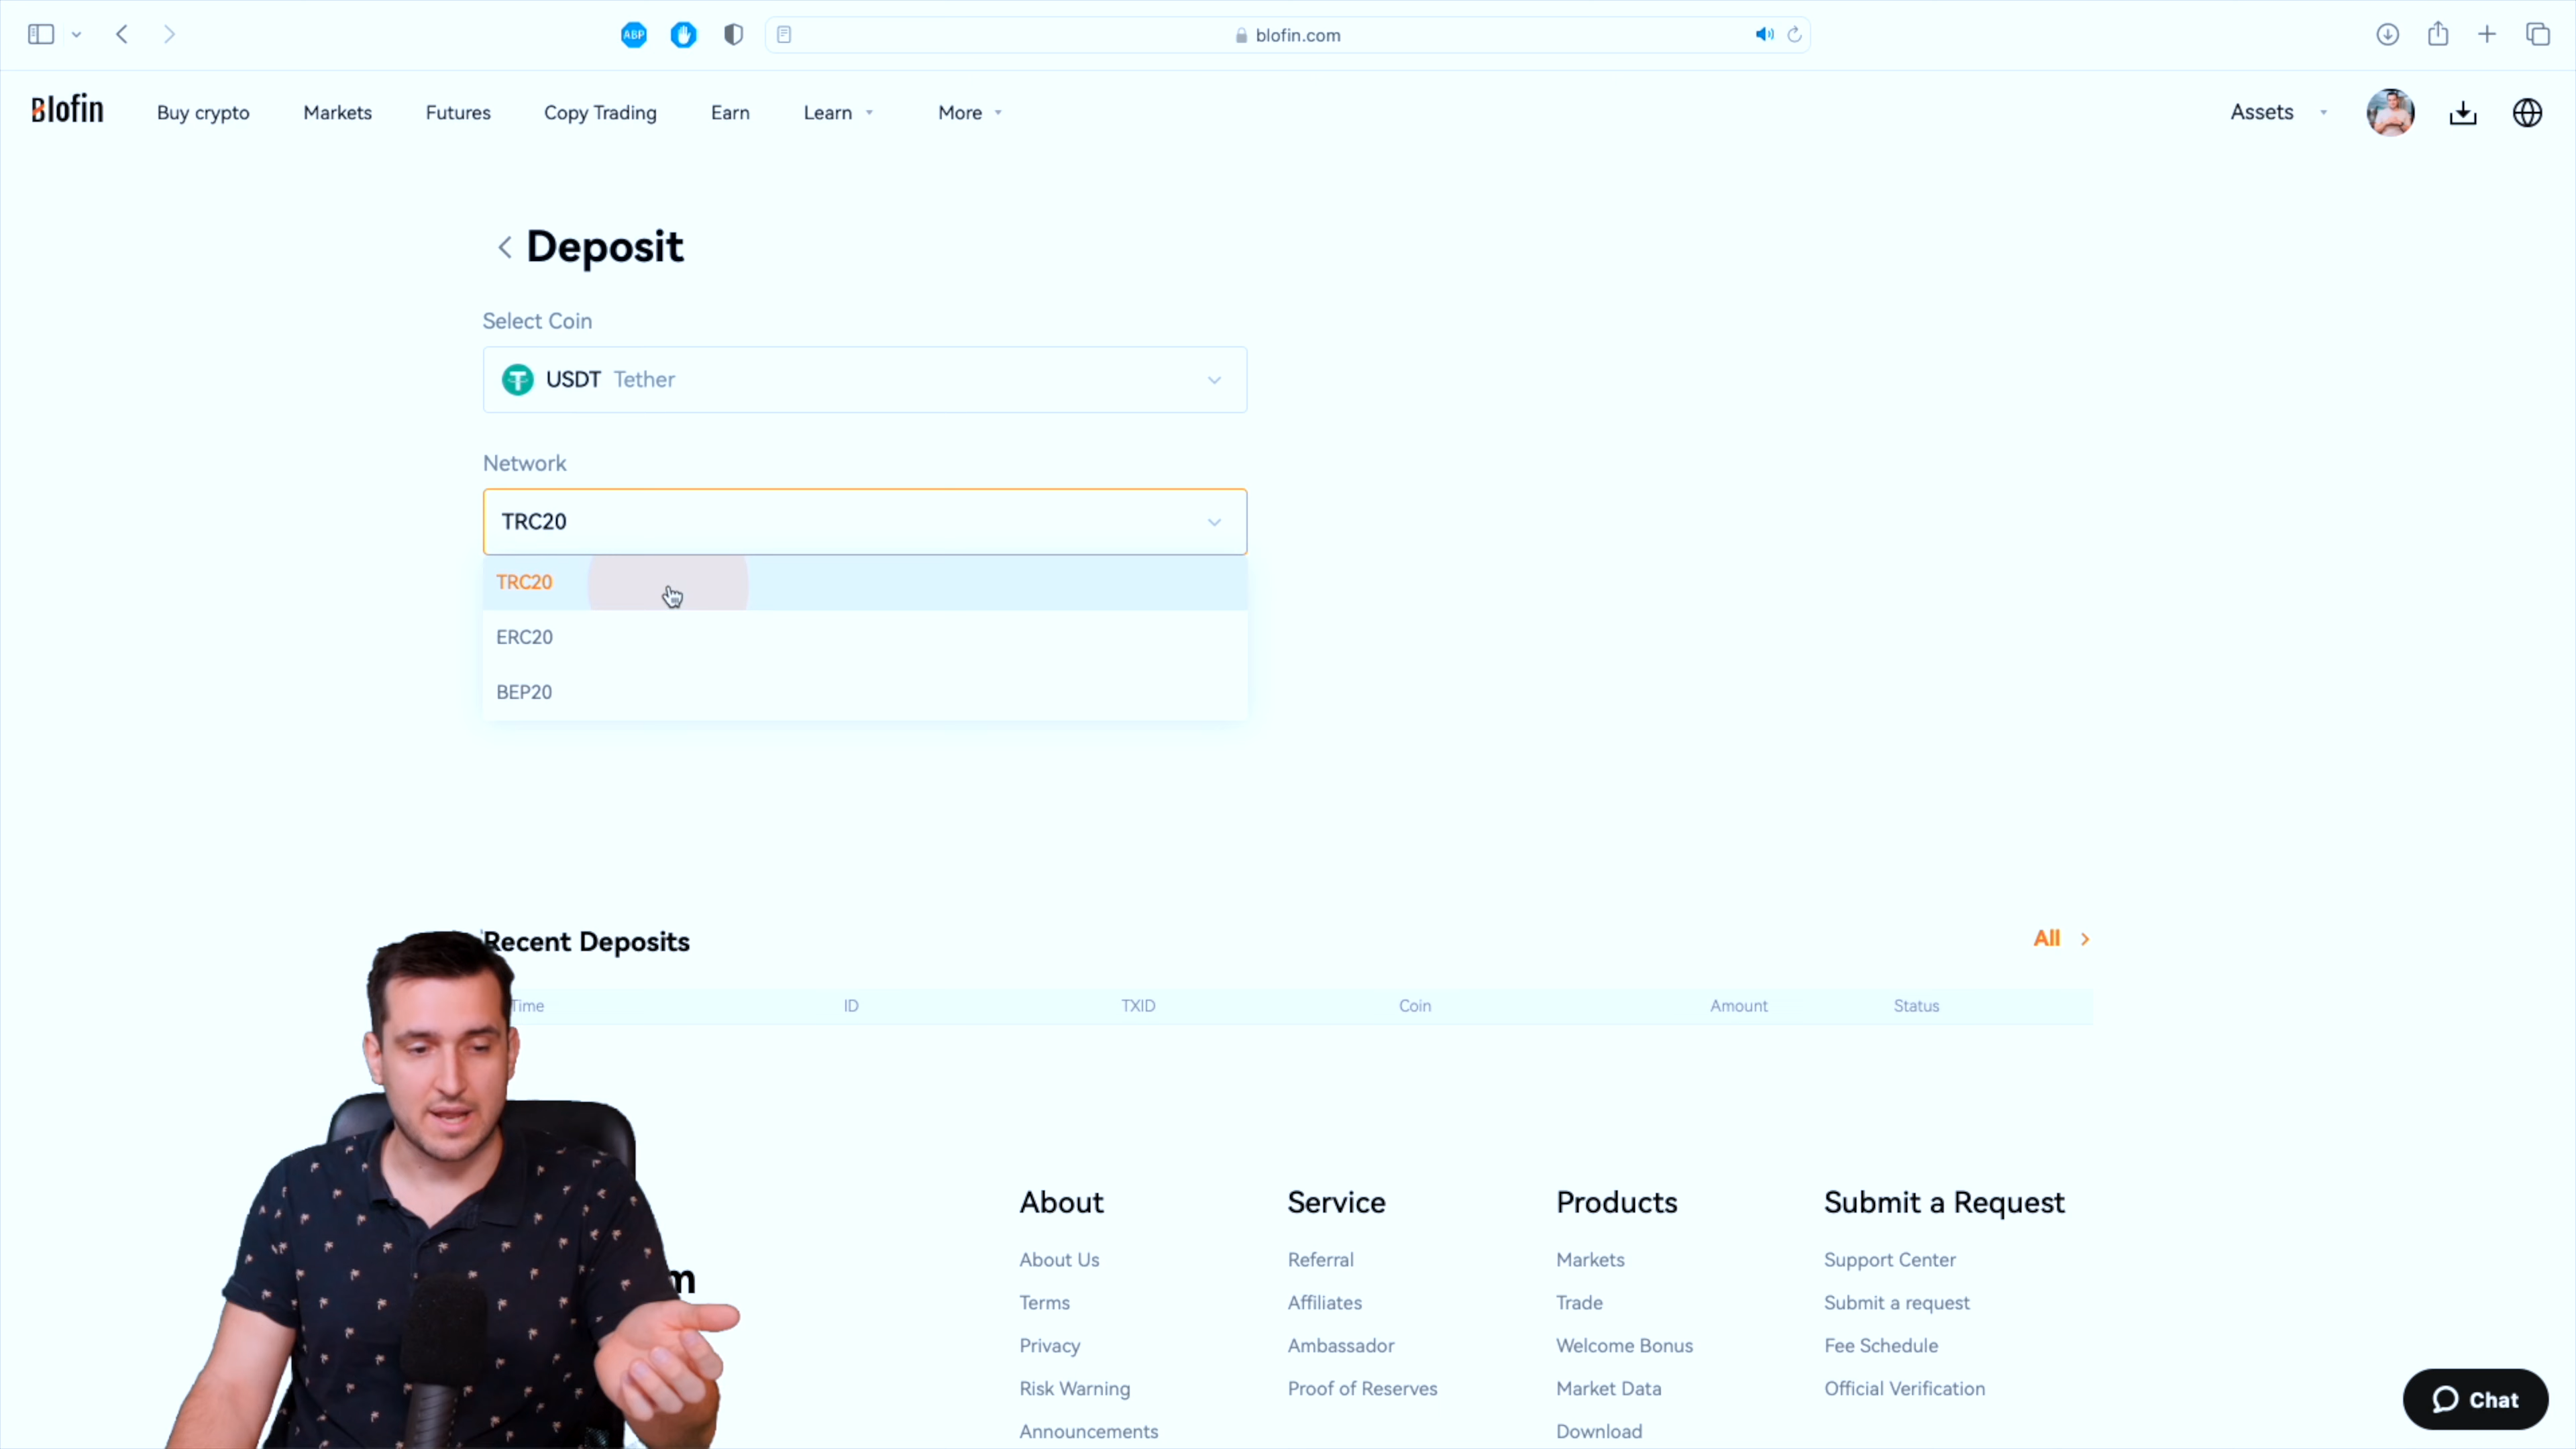 ABP
blofin.com
Blofin
Buy crypto
Markets
Futures
Copy Trading
Earn
Learn
More
Assets
Deposit
Select Coin
USDT Tether
Network
TRC20
TRC20
ERC20
BEP20
Recent Deposits
All
Time
ID
TXID
Coin
Amount
Status
m
About
About Us
Terms
Privacy
Risk Warning
Announcements
Service
Referral
Affiliates
Ambassador
Proof of Reserves
Products
Markets
Trade
Welcome Bonus
Market Data
Download
Submit a Request
Support Center
Submit a request
Fee Schedule
Official Verification
Chat